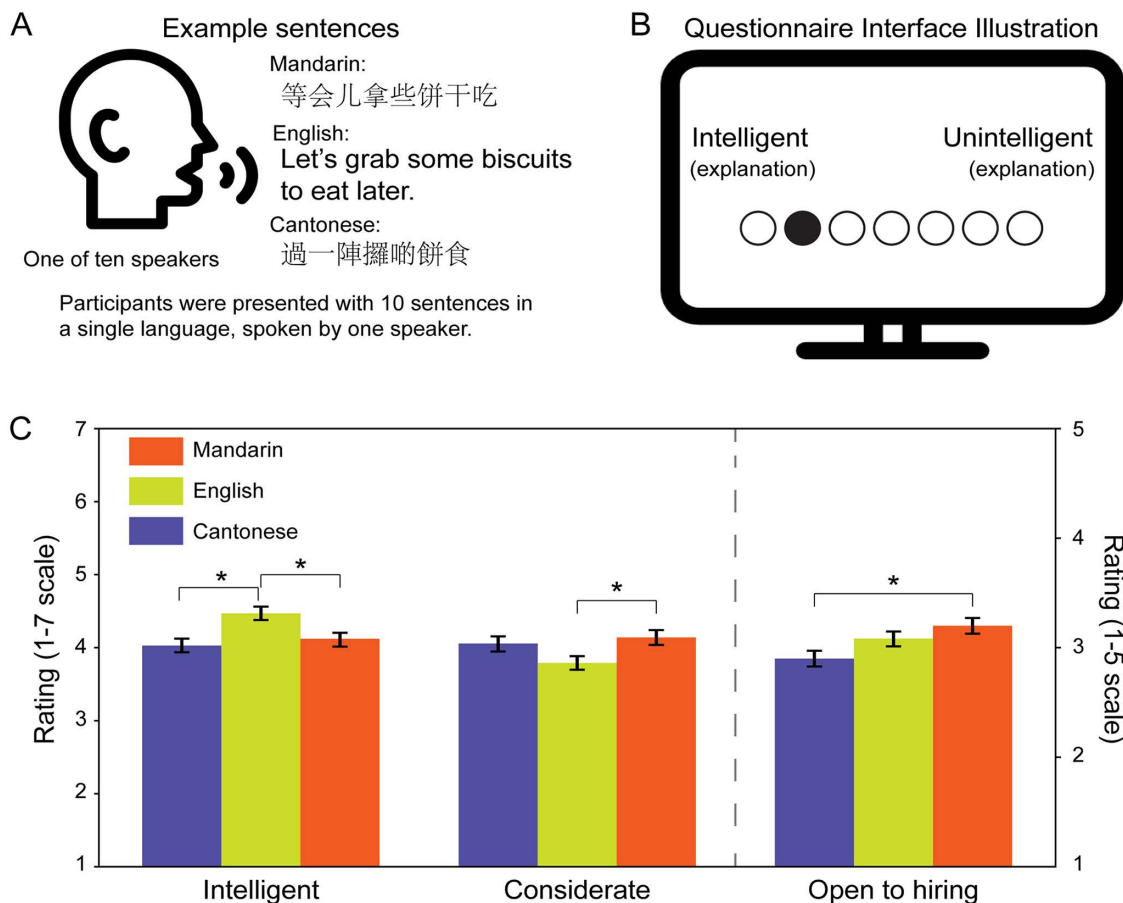 A
Example sentences
Mandarin:
等会儿拿些饼干吃
English:
Let's grab some biscuits
to eat later.
Cantonese:
過一陣攞啲餅食
One of ten speakers
Participants were presented with 10 sentences in
a single language, spoken by one speaker.
B
Questionnaire Interface Illustration
Intelligent
(explanation)
Unintelligent
(explanation)
C
Rating (1-7 scale)
7
6
5
4
3
2
1
Mandarin
English
Cantonese
*
*
*
*
Intelligent
Considerate
Open to hiring
5
4
3
2
1
Rating (1-5 scale)